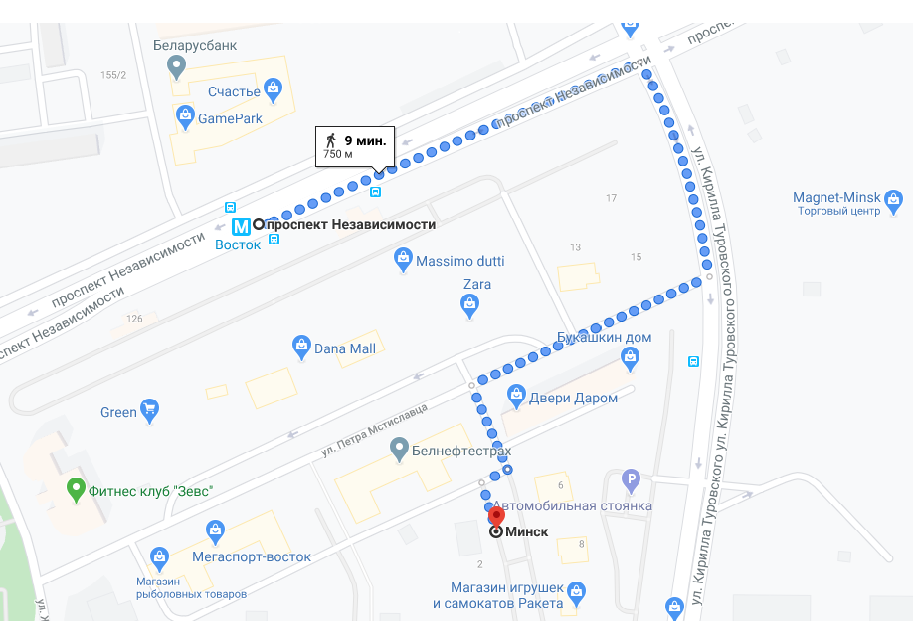 проспе
Беларусбанк
155/2
Счастье
GamePark
проспект Независимости
9 мин.
750 м
ул. Кирилла Туровского ул. Кирилла Туровского
17
Magnet-Minsk
Торговый центр
проспект Независимости
М
Восток
проспект Независимости
13
15
Massimo dutti
Zara
спект Независимости
126
Букашкин дом
Dana Mall
Двери Даром
Green
ул. Петра Мстиславца
Белнефтестрах
Фитнес клуб "Зевс"
6
P
Автомобильная стоянка
Минск
8
Мегаспорт-восток
2
Магазин
рыболовных товаров
Магазин игрушек
и самокатов Ракета
ул. Кирилла Туровского
ул.